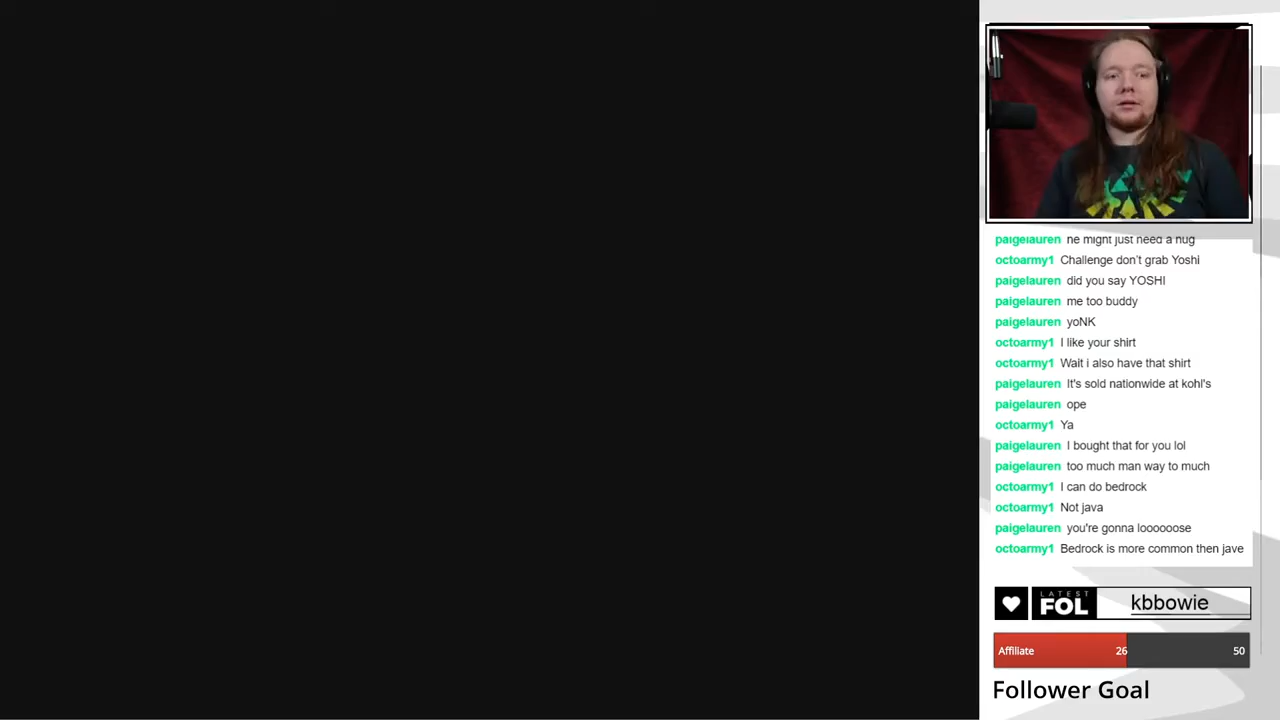 paigelauren he might just need a hug
octoarmy1 Challenge don't grab Yoshi
paigelauren did you say YOSHI
paigelauren me too buddy
paigelauren yoNK
octoarmy1 I like your shirt
octoarmy1 Wait i also have that shirt
paigelauren It's sold nationwide at kohl's
paigelauren ope
octoarmy1 Ya
paigelauren I bought that for you lol
paigelauren too much man way to much
octoarmy1 I can do bedrock
octoarmy1 Not java
paigelauren you're gonna loooooose
octoarmy1 Bedrock is more common then jave
LATEST
FOL kbbowie
Affiliate 26 50
Follower Goal